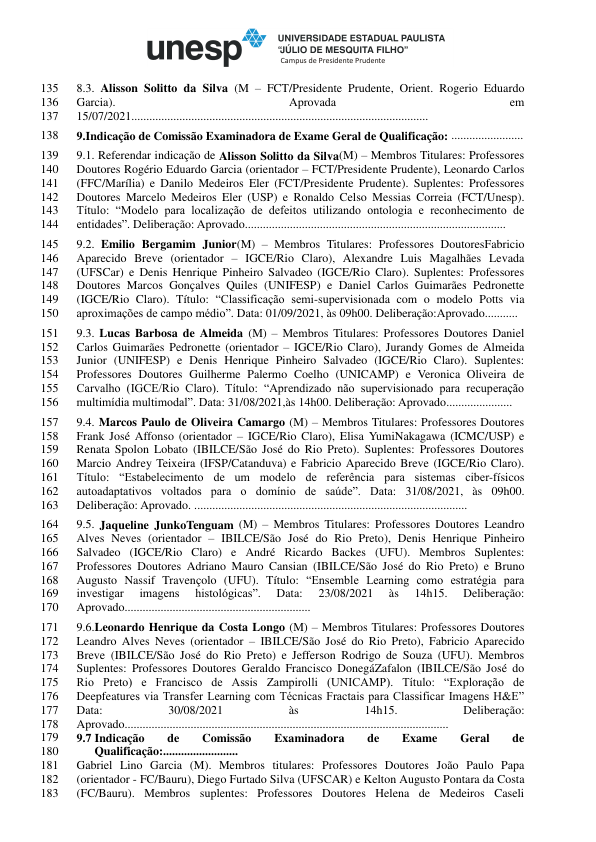 unesp
UNIVERSIDADE ESTADUAL PAULISTA
"JÚLIO DE MESQUITA FILHO"
Campus de Presidente Prudente
135 8.3. Alisson Solitto da Silva (M – FCT/Presidente Prudente, Orient. Rogerio Eduardo
136 Garcia). Aprovada em
137 15/07/2021...................................................................................................
138 9.Indicação de Comissão Examinadora de Exame Geral de Qualificação: ........................
139 9.1. Referendar indicação de Alisson Solitto da Silva(M) – Membros Titulares: Professores
140 Doutores Rogério Eduardo Garcia (orientador – FCT/Presidente Prudente), Leonardo Carlos
141 (FFC/Marília) e Danilo Medeiros Eler (FCT/Presidente Prudente). Suplentes: Professores
142 Doutores Marcelo Medeiros Eler (USP) e Ronaldo Celso Messias Correia (FCT/Unesp).
143 Título: “Modelo para localização de defeitos utilizando ontologia e reconhecimento de
144 entidades”. Deliberação: Aprovado.......................................................................................
145 9.2. Emilio Bergamim Junior(M) – Membros Titulares: Professores DoutoresFabricio
146 Aparecido Breve (orientador – IGCE/Rio Claro), Alexandre Luis Magalhães Levada
147 (UFSCar) e Denis Henrique Pinheiro Salvadeo (IGCE/Rio Claro). Suplentes: Professores
148 Doutores Marcos Gonçalves Quiles (UNIFESP) e Daniel Carlos Guimarães Pedronette
149 (IGCE/Rio Claro). Título: “Classificação semi-supervisionada com o modelo Potts via
150 aproximações de campo médio”. Data: 01/09/2021, às 09h00. Deliberação:Aprovado...........
151 9.3. Lucas Barbosa de Almeida (M) – Membros Titulares: Professores Doutores Daniel
152 Carlos Guimarães Pedronette (orientador – IGCE/Rio Claro), Jurandy Gomes de Almeida
153 Junior (UNIFESP) e Denis Henrique Pinheiro Salvadeo (IGCE/Rio Claro). Suplentes:
154 Professores Doutores Guilherme Palermo Coelho (UNICAMP) e Veronica Oliveira de
155 Carvalho (IGCE/Rio Claro). Título: “Aprendizado não supervisionado para recuperação
156 multimídia multimodal”. Data: 31/08/2021,às 14h00. Deliberação: Aprovado......................
157 9.4. Marcos Paulo de Oliveira Camargo (M) – Membros Titulares: Professores Doutores
158 Frank José Affonso (orientador – IGCE/Rio Claro), Elisa YumiNakagawa (ICMC/USP) e
159 Renata Spolon Lobato (IBILCE/São José do Rio Preto). Suplentes: Professores Doutores
160 Marcio Andrey Teixeira (IFSP/Catanduva) e Fabricio Aparecido Breve (IGCE/Rio Claro).
161 Título: “Estabelecimento de um modelo de referência para sistemas ciber-físicos
162 autoadaptativos voltados para o domínio de saúde”. Data: 31/08/2021, às 09h00.
163 Deliberação: Aprovado. ...........................................................................................
164 9.5. Jaqueline JunkoTenguam (M) – Membros Titulares: Professores Doutores Leandro
165 Alves Neves (orientador – IBILCE/São José do Rio Preto), Denis Henrique Pinheiro
166 Salvadeo (IGCE/Rio Claro) e André Ricardo Backes (UFU). Membros Suplentes:
167 Professores Doutores Adriano Mauro Cansian (IBILCE/São José do Rio Preto) e Bruno
168 Augusto Nassif Travençolo (UFU). Título: “Ensemble Learning como estratégia para
169 investigar imagens histológicas”. Data: 23/08/2021 às 14h15. Deliberação:
170 Aprovado..............................................................
171 9.6.Leonardo Henrique da Costa Longo (M) – Membros Titulares: Professores Doutores
172 Leandro Alves Neves (orientador – IBILCE/São José do Rio Preto), Fabricio Aparecido
173 Breve (IBILCE/São José do Rio Preto) e Jefferson Rodrigo de Souza (UFU). Membros
174 Suplentes: Professores Doutores Geraldo Francisco DonegáZafalon (IBILCE/São José do
175 Rio Preto) e Francisco de Assis Zampirolli (UNICAMP). Título: “Exploração de
176 Deepfeatures via Transfer Learning com Técnicas Fractais para Classificar Imagens H&E”
177 Data: 30/08/2021 às 14h15. Deliberação:
178 Aprovado............................................................................................................
179 9.7 Indicação de Comissão Examinadora de Exame Geral de
180 Qualificação:.........................
181 Gabriel Lino Garcia (M). Membros titulares: Professores Doutores João Paulo Papa
182 (orientador - FC/Bauru), Diego Furtado Silva (UFSCAR) e Kelton Augusto Pontara da Costa
183 (FC/Bauru). Membros suplentes: Professores Doutores Helena de Medeiros Caseli